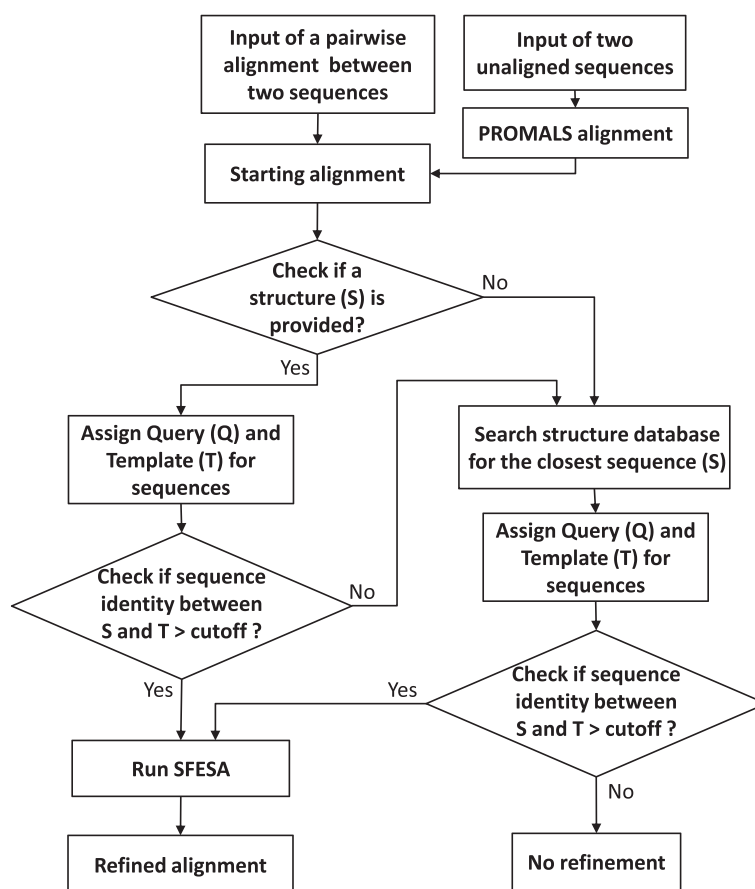 Input of a pairwise
alignment between
two sequences
Input of two
unaligned sequences
PROMALS alignment
Starting alignment
Check if a
structure (S) is
provided?
No
Yes
Assign Query (Q) and
Template (T) for
sequences
Search structure database
for the closest sequence (S)
Assign Query (Q) and
Template (T) for
sequences
Check if sequence
identity between
S and T > cutoff ?
No
Yes
Check if sequence
identity between
S and T > cutoff ?
Yes
No
Run SFESA
Refined alignment
No refinement